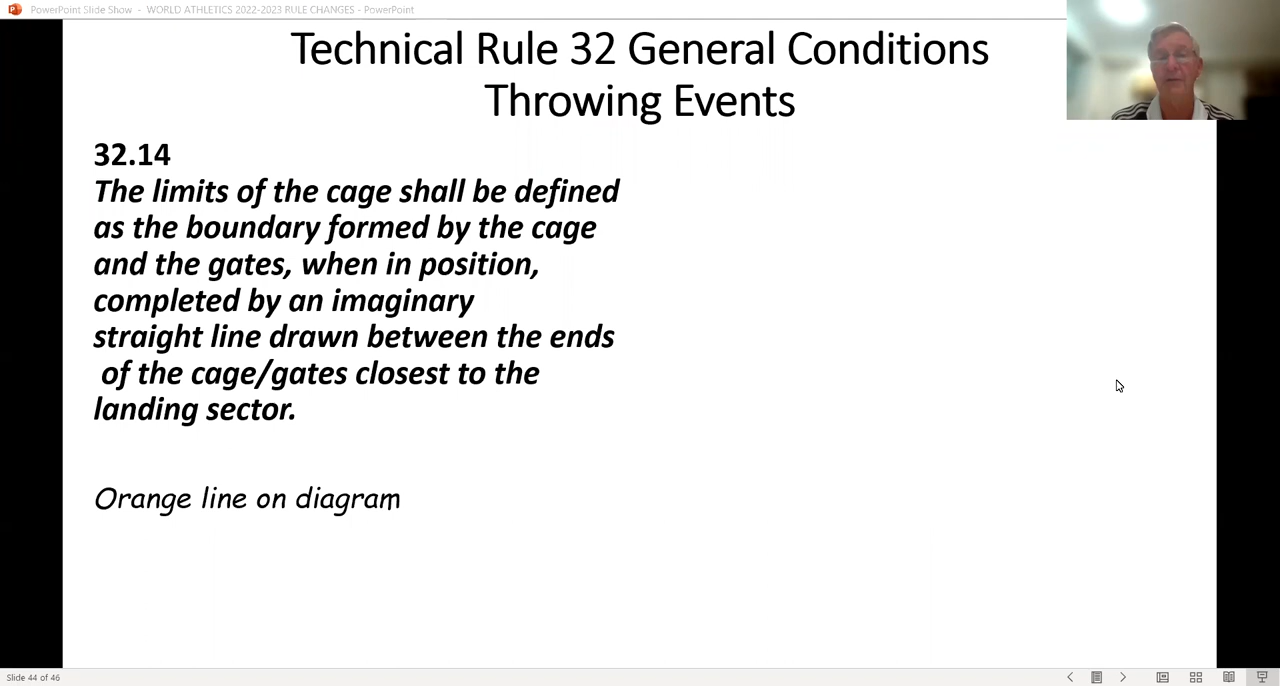 PowerPoint Slide Show - WORLD ATHLETICS 2022-2023 RULE CHANGES - PowerPoint
Technical Rule 32 General Conditions
Throwing Events
32.14
The limits of the cage shall be defined
as the boundary formed by the cage
and the gates, when in position,
completed by an imaginary
straight line drawn between the ends
of the cage/gates closest to the
landing sector.
Orange line on diagram
Slide 44 of 46